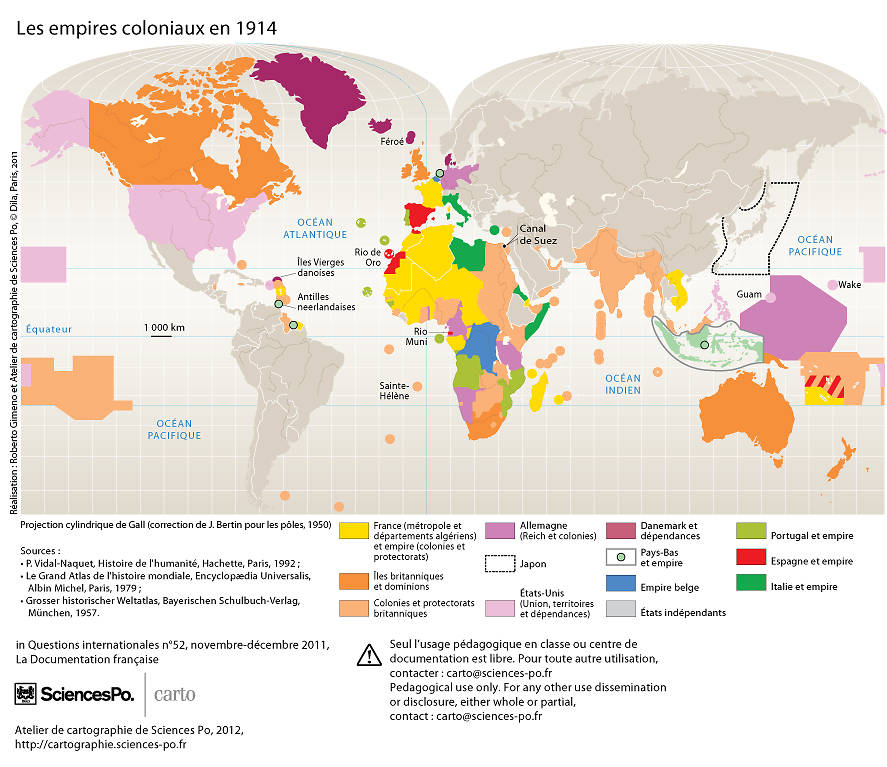 Les empires coloniaux en 1914
Réalisation : Roberto Gimeno et Atelier de cartographie de Sciences Po, © Dila, Paris, 2011
Féroé
OCÉAN
ATLANTIQUE
Canal
de Suez
Rio de
Oro
OCÉAN
PACIFIQUE
Îles Vierges
danoises
Antilles
neerlandaises
Guam
Wake
Équateur
1 000 km
Rio
Muni
Sainte-
Hélène
OCÉAN
INDIEN
OCÉAN
PACIFIQUE
Projection cylindrique de Gall (correction de J. Bertin pour les pôles, 1950)
Sources :
• P. Vidal-Naquet, Histoire de l'humanité, Hachette, Paris, 1992 ;
• Le Grand Atlas de l'histoire mondiale, Encyclopædia Universalis,
Albin Michel, Paris, 1979 ;
• Grosser historischer Weltatlas, Bayerischen Schulbuch-Verlag,
München, 1957.
France (métropole et
départements algériens)
et empire (colonies et
protectorats)
Îles britanniques
et dominions
Colonies et protectorats
britanniques
Allemagne
(Reich et colonies)
Japon
États-Unis
(Union, territoires
et dépendances)
Danemark et
dépendances
Pays-Bas
et empire
Empire belge
États indépendants
Portugal et empire
Espagne et empire
Italie et empire
in Questions internationales n°52, novembre-décembre 2011,
La Documentation française
SciencesPo. carto
Atelier de cartographie de Sciences Po, 2012,
http://cartographie.sciences-po.fr
Seul l'usage pédagogique en classe ou centre de
documentation est libre. Pour toute autre utilisation,
contacter : carto@sciences-po.fr
Pedagogical use only. For any other use dissemination
or disclosure, either whole or partial,
contact : carto@sciences-po.fr